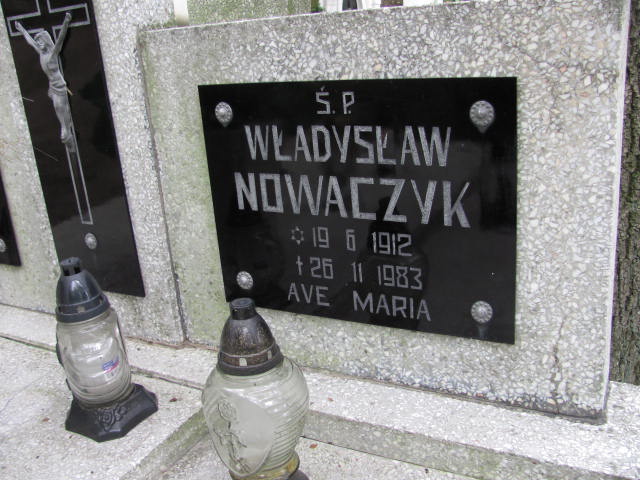 Ś. P.
WŁADYSŁAW
NOWACZYK
✡ 19 6 1912
✝ 26 11 1983
AVE MARIA